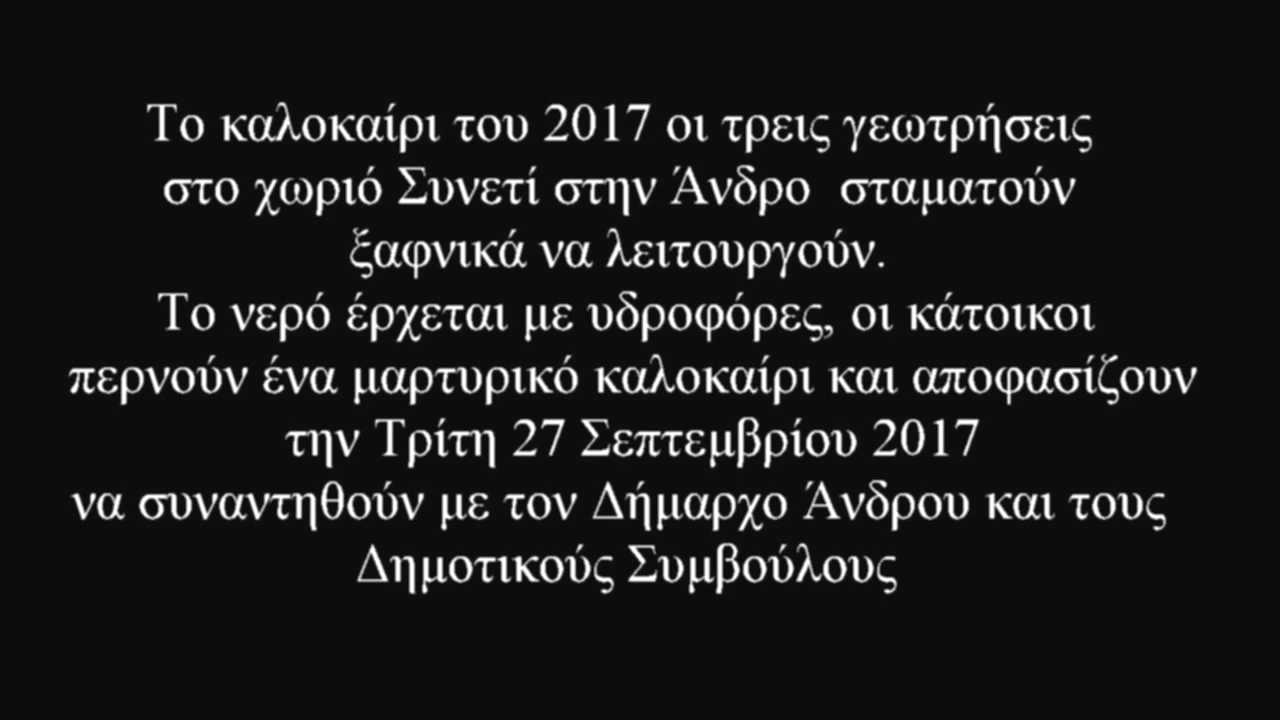 Το καλοκαίρι του 2017 οι τρεις γεωτρήσεις
στο χωριό Συνετί στην Άνδρο σταματούν
ξαφνικά να λειτουργούν.
Το νερό έρχεται με υδροφόρες, οι κάτοικοι
περνούν ένα μαρτυρικό καλοκαίρι και αποφασίζουν
την Τρίτη 27 Σεπτεμβρίου 2017
να συναντηθούν με τον Δήμαρχο Άνδρου και τους
Δημοτικούς Συμβούλους